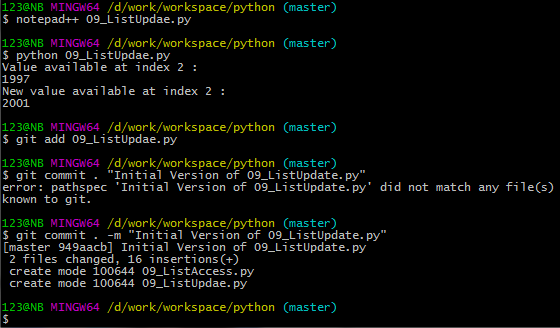 123@NB MINGW64 /d/work/workspace/python (master)
$ notepad++ 09_ListUpdae.py
123@NB MINGW64 /d/work/workspace/python (master)
$ python 09_ListUpdae.py
Value available at index 2 :
1997
New value available at index 2 :
2001
123@NB MINGW64 /d/work/workspace/python (master)
$ git add 09_ListUpdae.py
123@NB MINGW64 /d/work/workspace/python (master)
$ git commit . "Initial Version of 09_ListUpdate.py"
error: pathspec 'Initial Version of 09_ListUpdate.py' did not match any file(s)
known to git.
123@NB MINGW64 /d/work/workspace/python (master)
$ git commit . -m "Initial Version of 09_ListUpdate.py"
[master 949aacb] Initial Version of 09_ListUpdate.py
2 files changed, 16 insertions(+)
create mode 100644 09_ListAccess.py
create mode 100644 09_ListUpdae.py
123@NB MINGW64 /d/work/workspace/python (master)
$